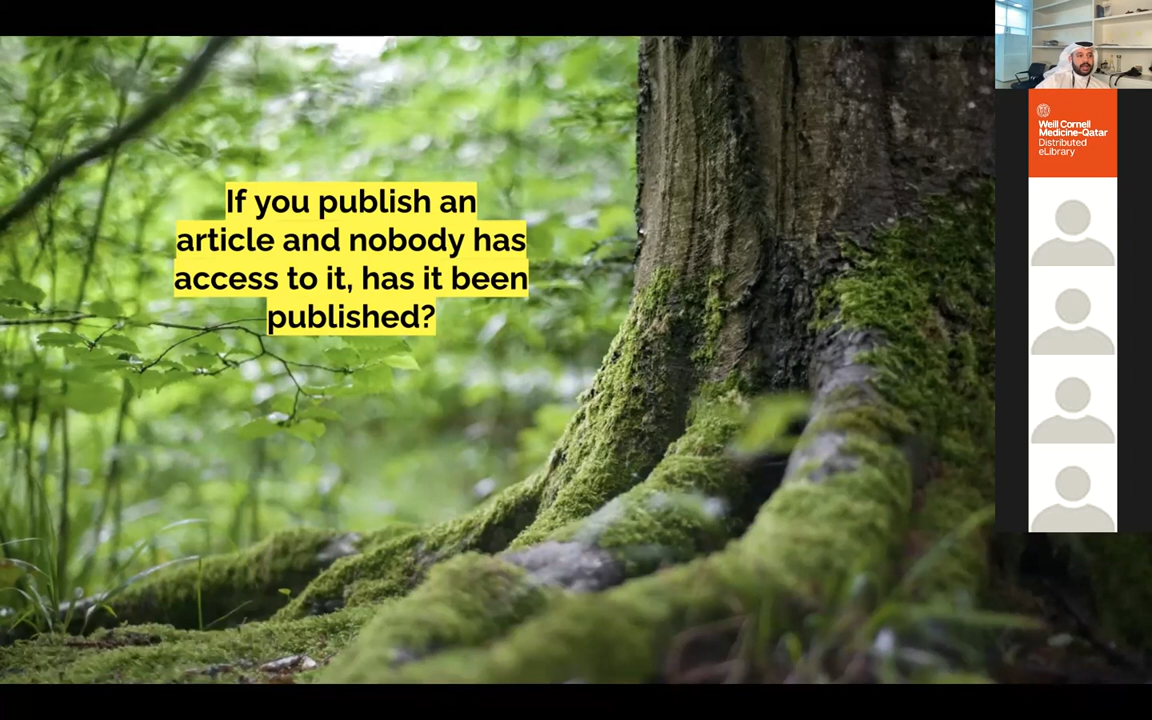 If you publish an
article and nobody has
access to it, has it been
published?
Weill Cornell
Medicine-Qatar
Distributed
eLibrary